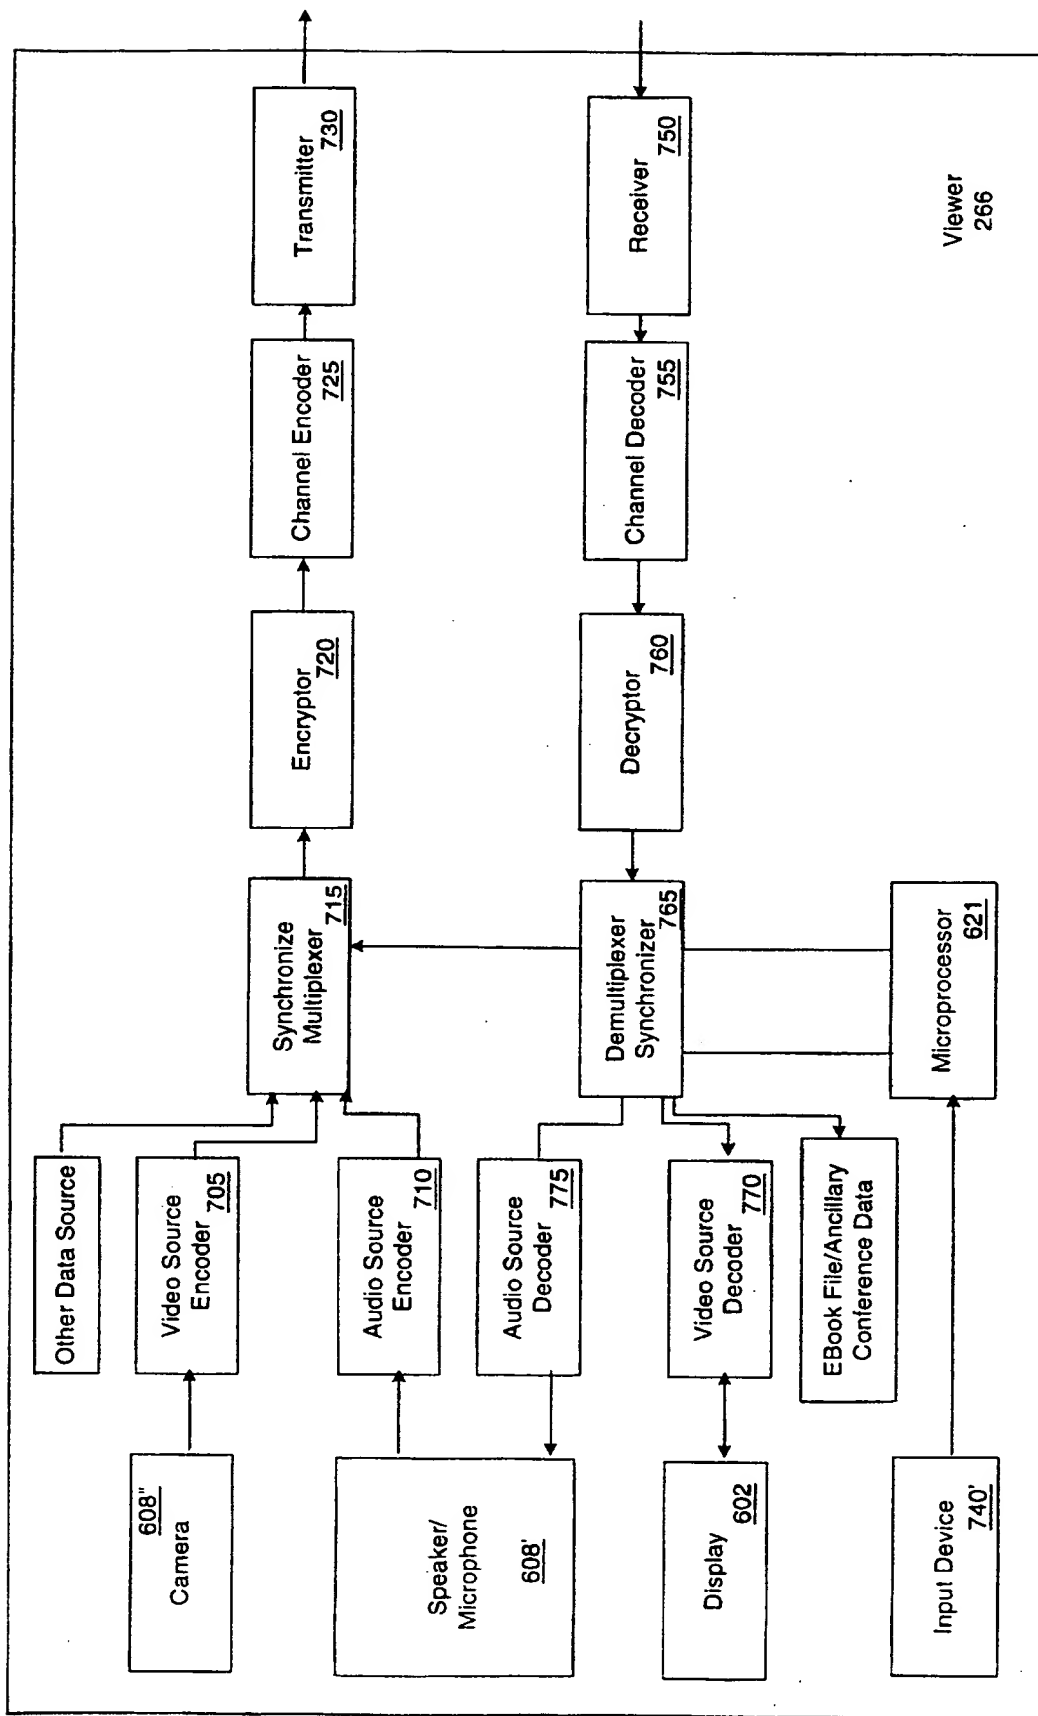 Camera
608"
Speaker/
Microphone
608'
Display
602
Input Device
740'
Other Data Source
Video Source
Encoder
705
Audio Source
Encoder
710
Audio Source
Decoder
775
Video Source
Decoder
770
EBook File/Ancillary
Conference Data
Synchronize
Multiplexer
715
Demultiplexer
Synchronizer
765
Microprocessor
621
Encryptor
720
Decryptor
760
Channel Encoder
725
Channel Decoder
755
Transmitter
730
Receiver
750
Viewer
266